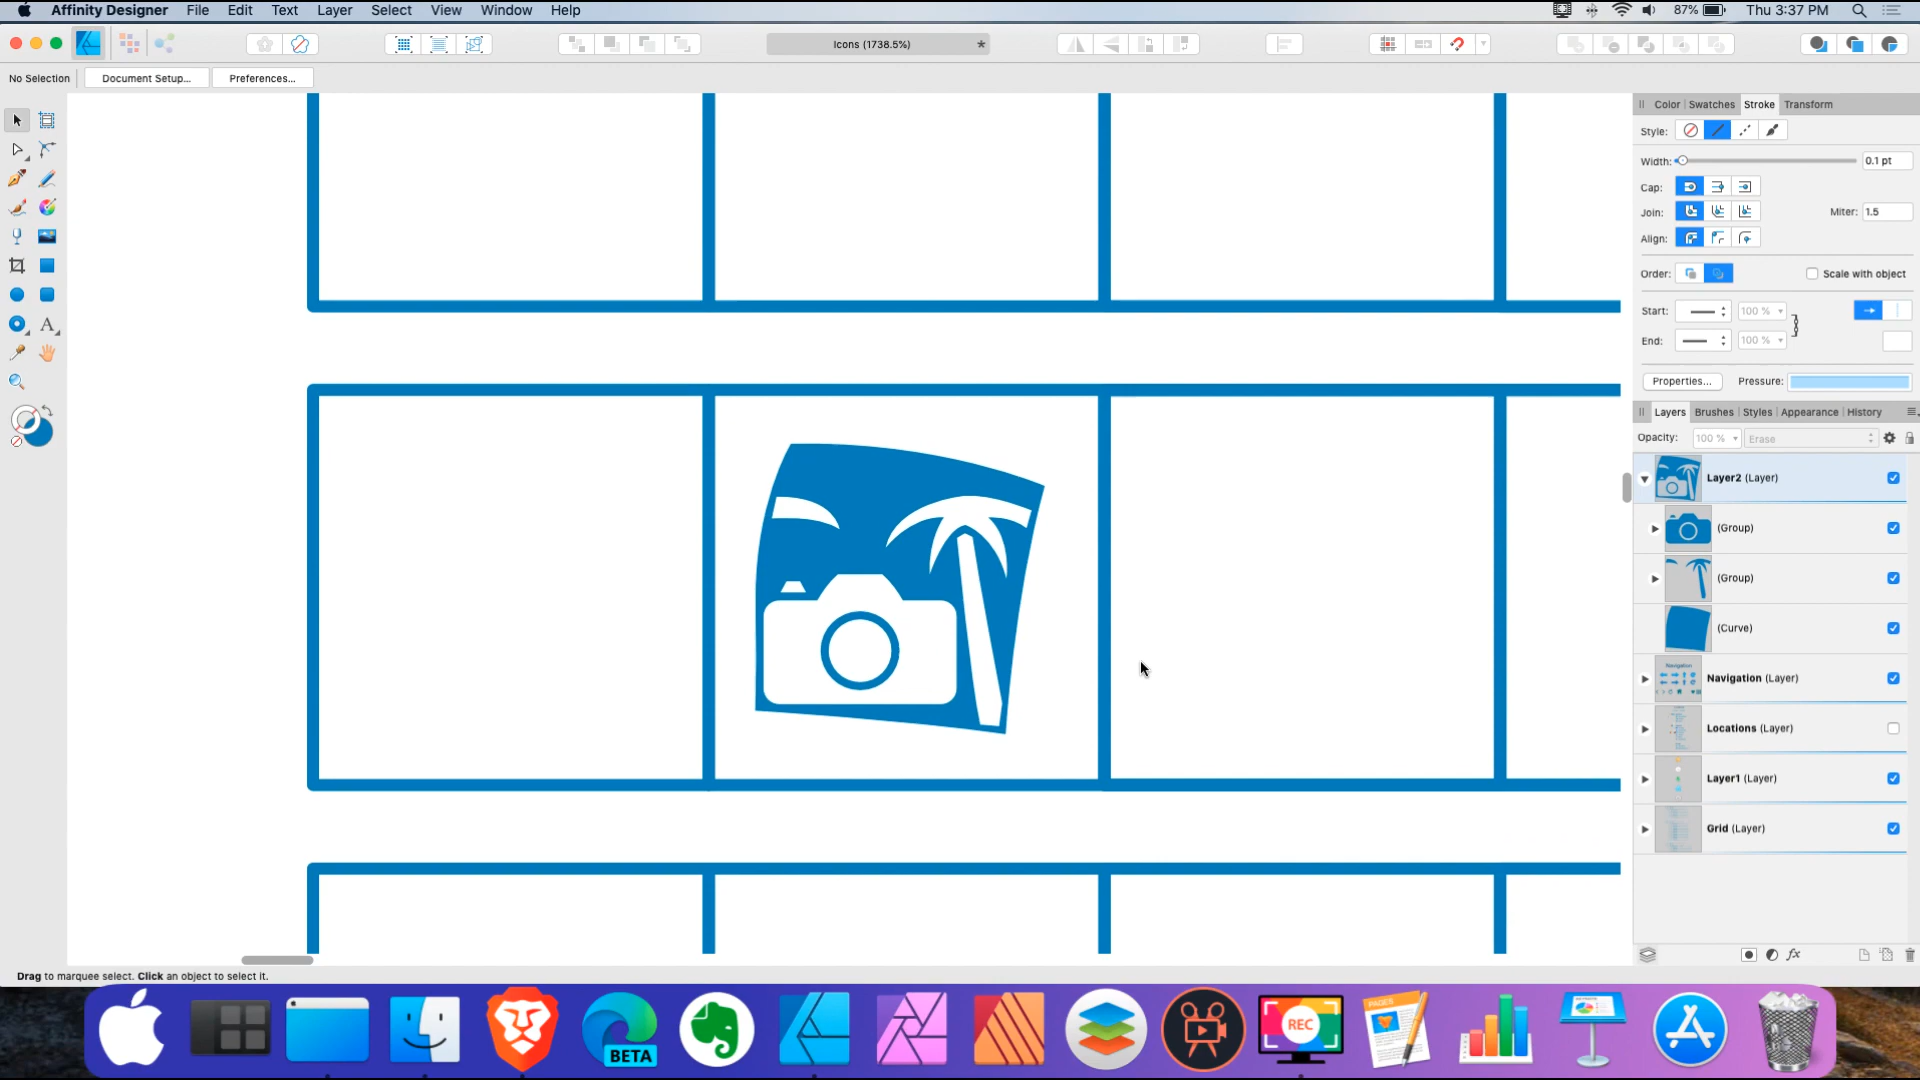 Affinity Designer File Edit Text Layer Select View Window Help 87% Thu 3:37 PM
Icons (1738.5%) *
No Selection Document Setup... Preferences...
Color Swatches Stroke Transform
Style:
Width: 0.1 pt
Cap:
Join: Miter: 1.5
Align:
Order: Scale with object
Start: 100 %
End: 100 %
Properties... Pressure:
Layers Brushes Styles Appearance History
Opacity: 100 % Erase
Layer2 (Layer)
(Group)
(Group)
(Curve)
Navigation (Layer)
Locations (Layer)
Layer1 (Layer)
Grid (Layer)
fx
Drag to marquee select. Click an object to select it.
BETA
REC
PAGES